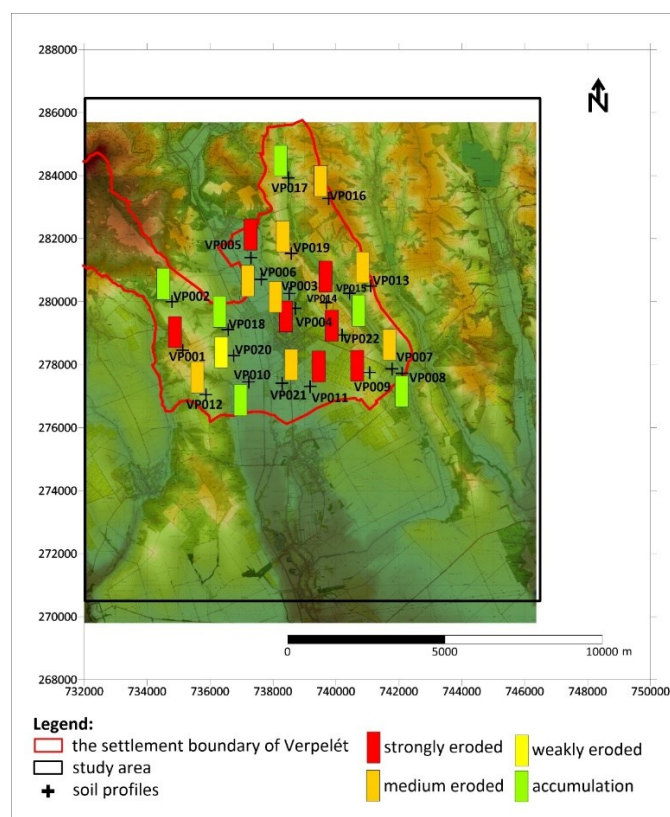 288000
286000
284000
282000
280000
278000
276000
274000
272000
270000
268000
732000 734000 736000 738000 740000 742000 744000 746000 748000 750000
N
VP017
VP016
VP005
VP019
VP006
VP013
VP003
VP015
VP002
VP014
VP004
VP018
VP022
VP001
VP020
VP007
VP009
VP008
VP010
VP021
VP011
VP012
0 5000 10000 m
Legend:
the settlement boundary of Verpelét
study area
soil profiles
strongly eroded
medium eroded
weakly eroded
accumulation